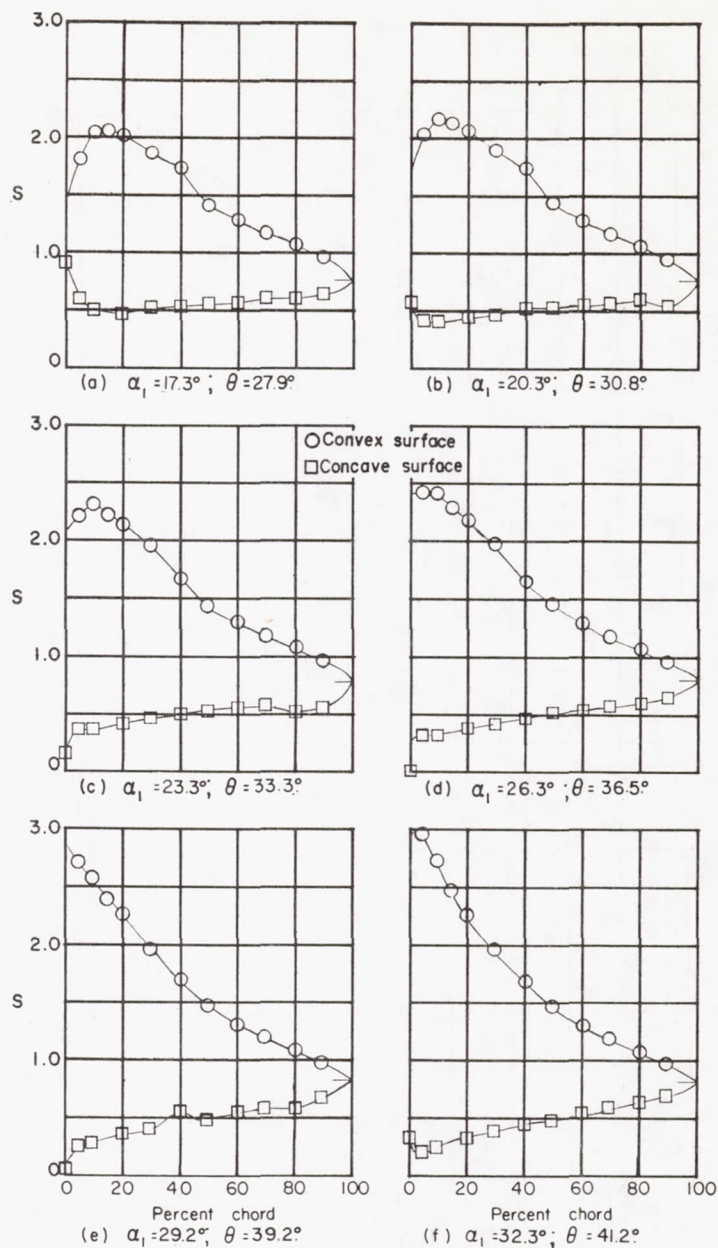 3.0
2.0
S
1.0
0
(a) α₁ =17.3°; θ=27.9°
(b) α₁ =20.3°; θ=30.8°
3.0
○Convex surface
□Concave surface
2.0
S
1.0
0
(c) α₁ =23.3°; θ=33.3°
(d) α₁ =26.3°; θ=36.5°
3.0
2.0
S
1.0
0
0 20 40 60 80 100
0 20 40 60 80 100
Percent chord
Percent chord
(e) α₁=29.2°; θ=39.2°
(f) α₁=32.3°; θ=41.2°